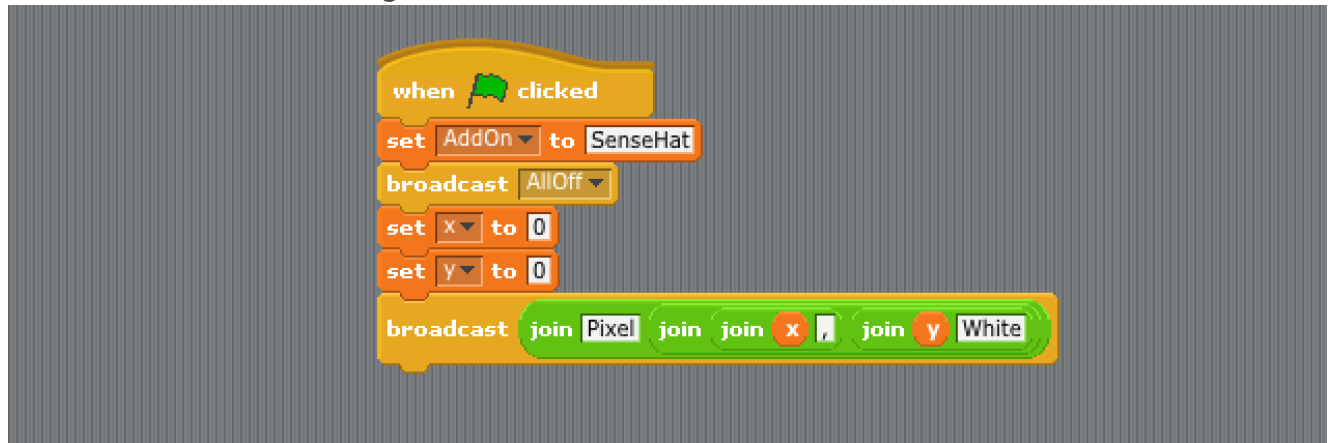 when clicked
set AddOn to SenseHat
broadcast AllOff
set x to 0
set y to 0
broadcast join Pixel join join x , join y White